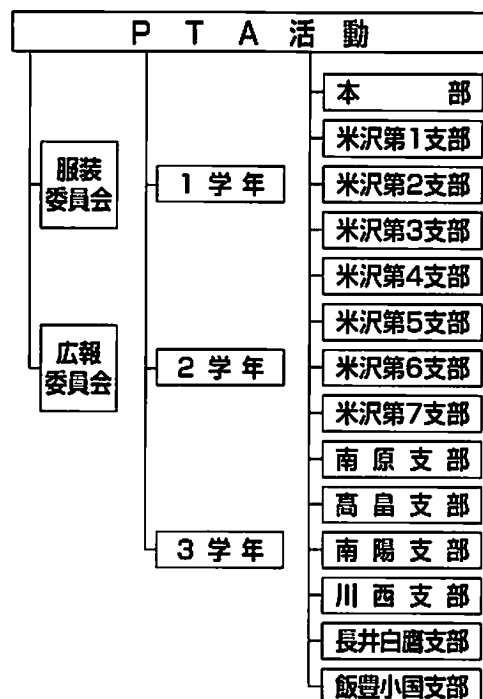 PTA活動
服装
委員会
広報
委員会
1学年
2学年
3学年
本部
米沢第1支部
米沢第2支部
米沢第3支部
米沢第4支部
米沢第5支部
米沢第6支部
米沢第7支部
南原支部
高畠支部
南陽支部
川西支部
長井白鷹支部
飯豊小国支部